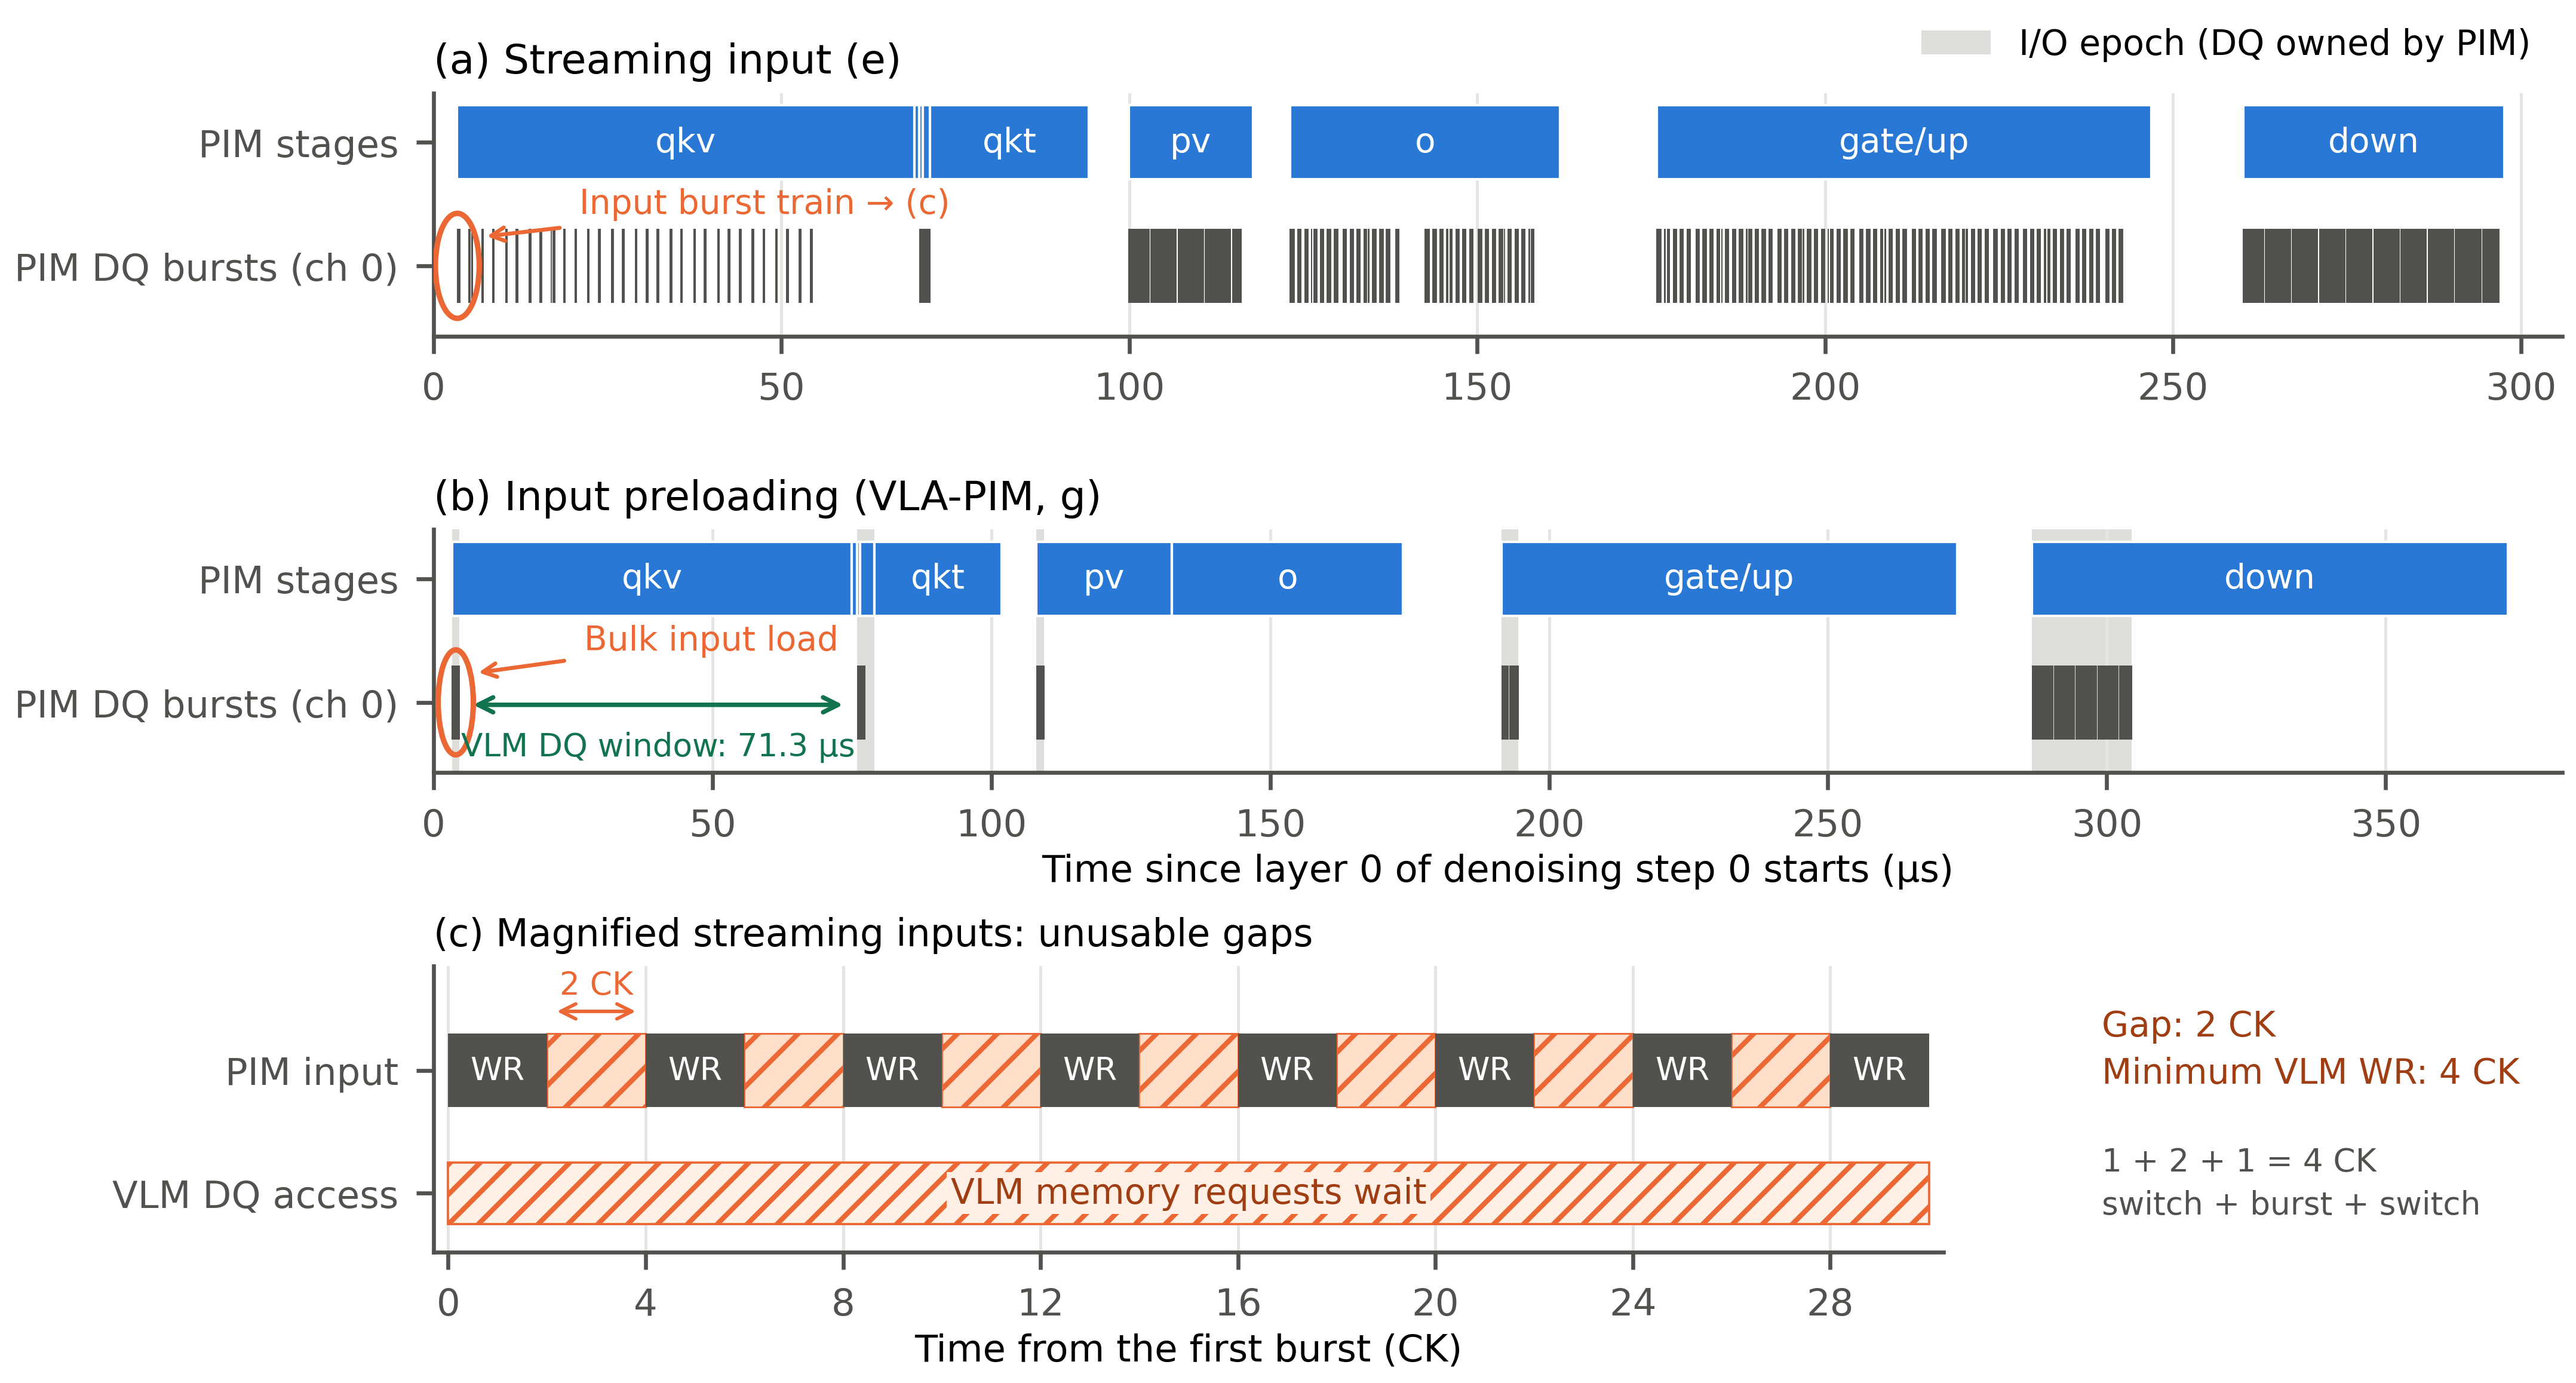 I/O epoch (DQ owned by PIM)
(a) Streaming input (e)
PIM stages
qkv
qkt
pv
o
gate/up
down
Input burst train → (c)
PIM DQ bursts (ch 0)
0 50 100 150 200 250 300
(b) Input preloading (VLA-PIM, g)
PIM stages
qkv
qkt
pv
o
gate/up
down
Bulk input load
PIM DQ bursts (ch 0)
VLM DQ window: 71.3 µs
0 50 100 150 200 250 300 350
Time since layer 0 of denoising step 0 starts (µs)
(c) Magnified streaming inputs: unusable gaps
2 CK
PIM input
WR WR WR WR WR WR WR WR
Gap: 2 CK
Minimum VLM WR: 4 CK
VLM DQ access
VLM memory requests wait
1 + 2 + 1 = 4 CK
switch + burst + switch
0 4 8 12 16 20 24 28
Time from the first burst (CK)